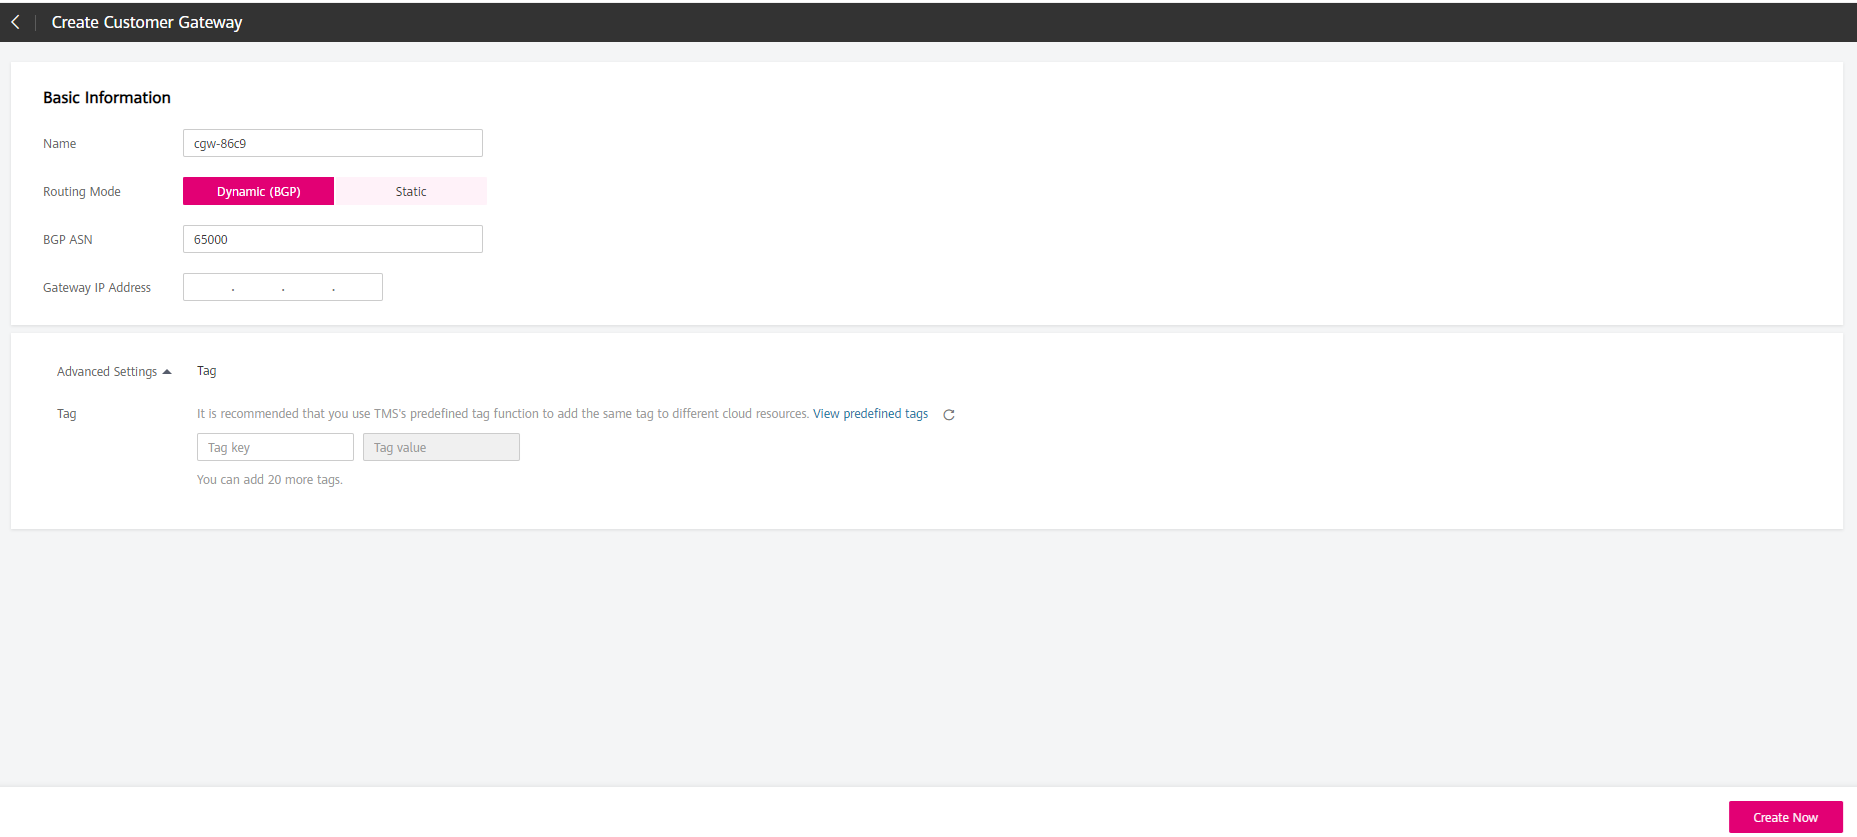 Create Customer Gateway
Basic Information
Name
cgw-86c9
Routing Mode
Dynamic (BGP)
Static
BGP ASN
65000
Gateway IP Address
. . .
Advanced Settings
Tag
Tag
It is recommended that you use TMS's predefined tag function to add the same tag to different cloud resources. View predefined tags
Tag key
Tag value
You can add 20 more tags.
Create Now